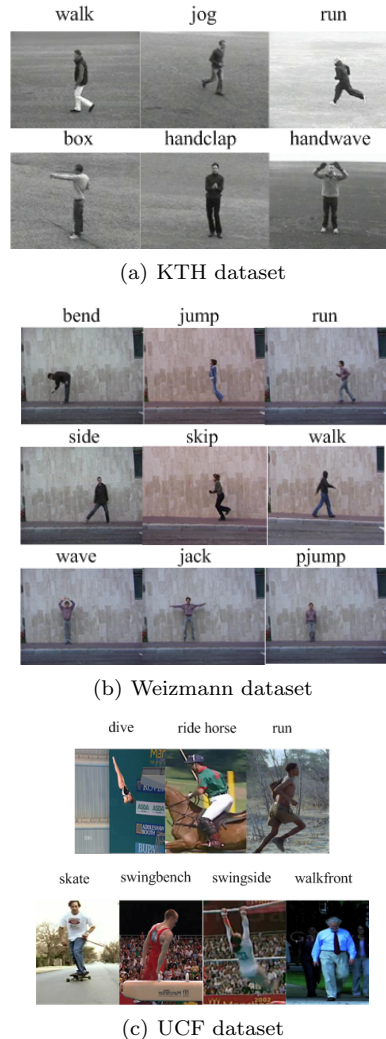 walk jog run
box handclap handwave
(a) KTH dataset
bend jump run
side skip walk
wave jack pjump
(b) Weizmann dataset
dive ride horse run
skate swingbench swingside walkfront
2002
(c) UCF dataset